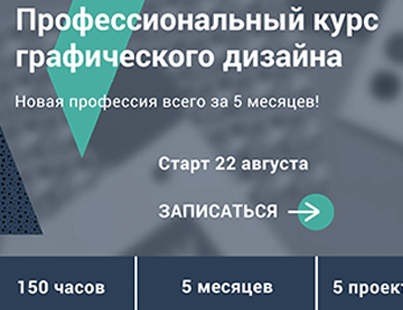 Профессиональный курс
графического дизайна
Новая профессия всего за 5 месяцев!
Старт 22 августа
ЗАПИСАТЬСЯ
150 часов 5 месяцев 5 проект